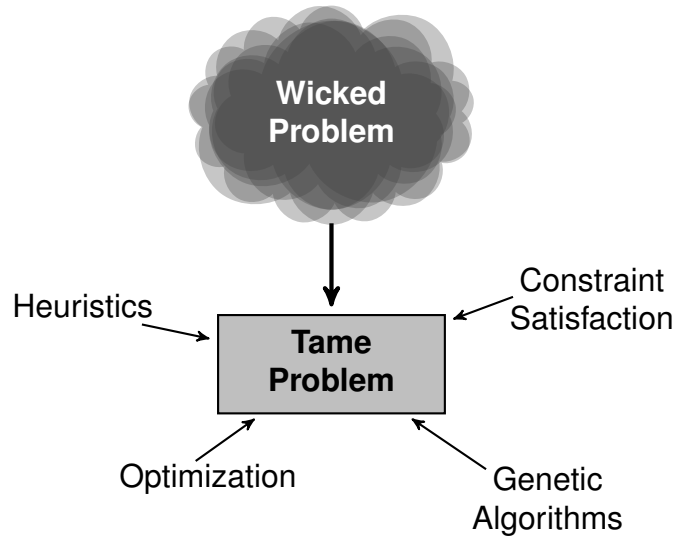 Wicked
Problem
Heuristics
Constraint
Satisfaction
Tame
Problem
Optimization
Genetic
Algorithms